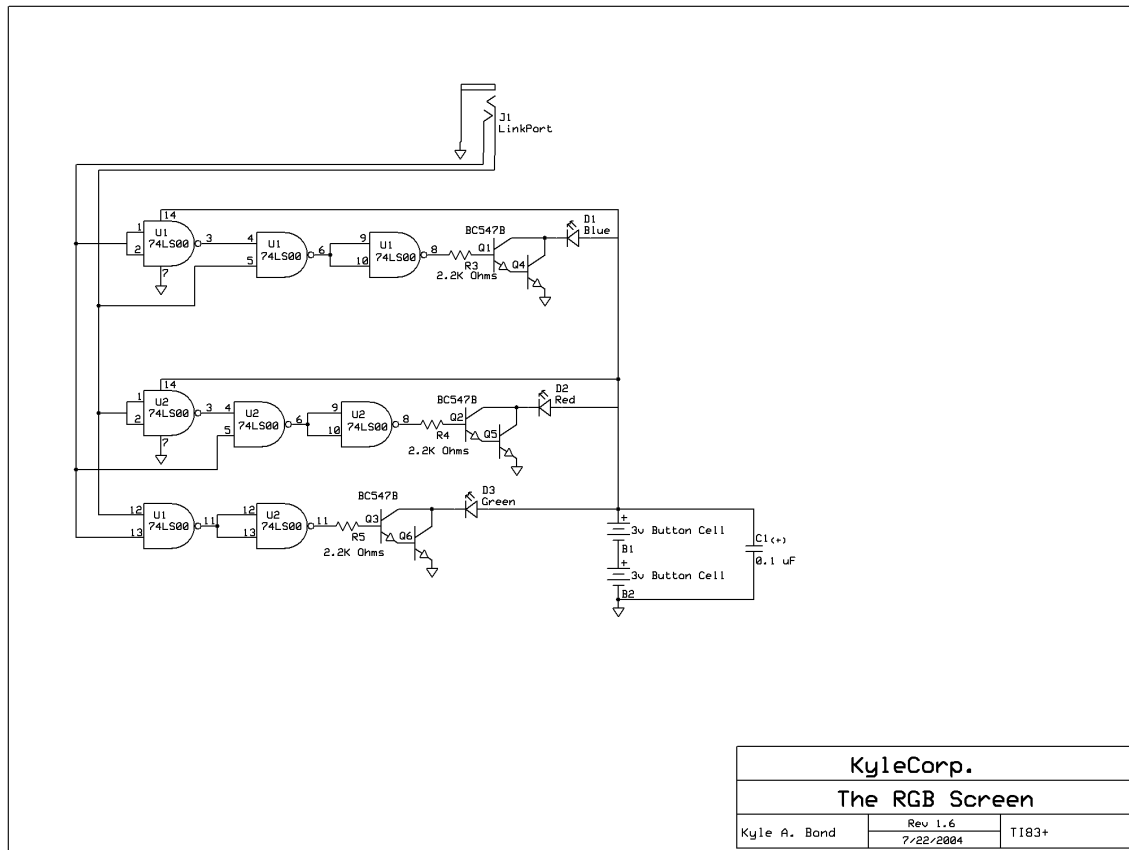 J1
LinkPort
14
1
2
U1
74LS00
3
7
4
5
U1
74LS00
6
9
10
U1
74LS00
8
R3
2.2K Ohms
BC547B
Q1
Q4
D1
Blue
14
1
2
U2
74LS00
3
7
4
5
U2
74LS00
6
9
10
U2
74LS00
8
R4
2.2K Ohms
BC547B
Q2
Q5
D2
Red
12
13
U1
74LS00
11
12
13
U2
74LS00
11
R5
2.2K Ohms
BC547B
Q3
Q6
D3
Green
+
3v Button Cell
B1
+
3v Button Cell
B2
C1(+)
0.1 uF
KyleCorp.
The RGB Screen
Kyle A. Bond
Rev 1.6
7/22/2004
TI83+